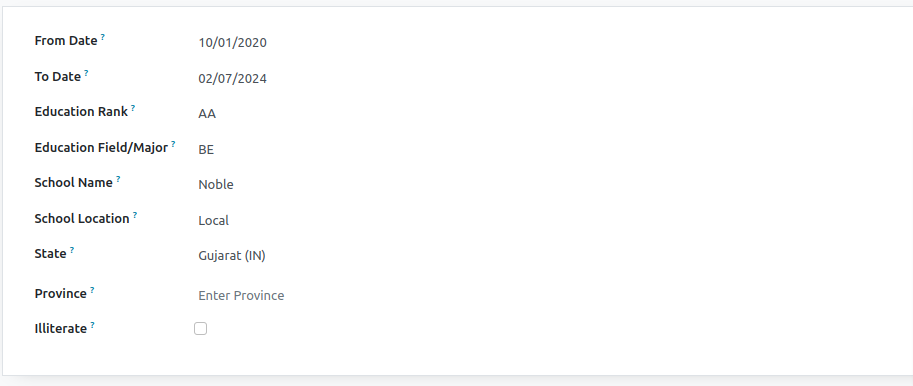 From Date ?
10/01/2020
To Date ?
02/07/2024
Education Rank ?
AA
Education Field/Major ?
BE
School Name ?
Noble
School Location ?
Local
State ?
Gujarat (IN)
Province ?
Enter Province
Illiterate ?